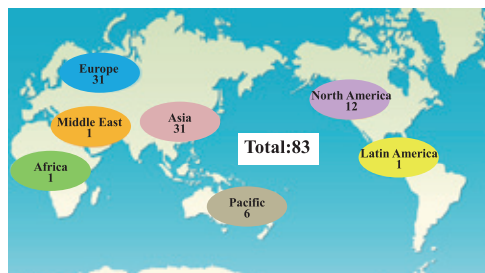 Europe
31
North America
12
Middle East
1
Asia
31
Total:83
Latin America
1
Africa
1
Pacific
6